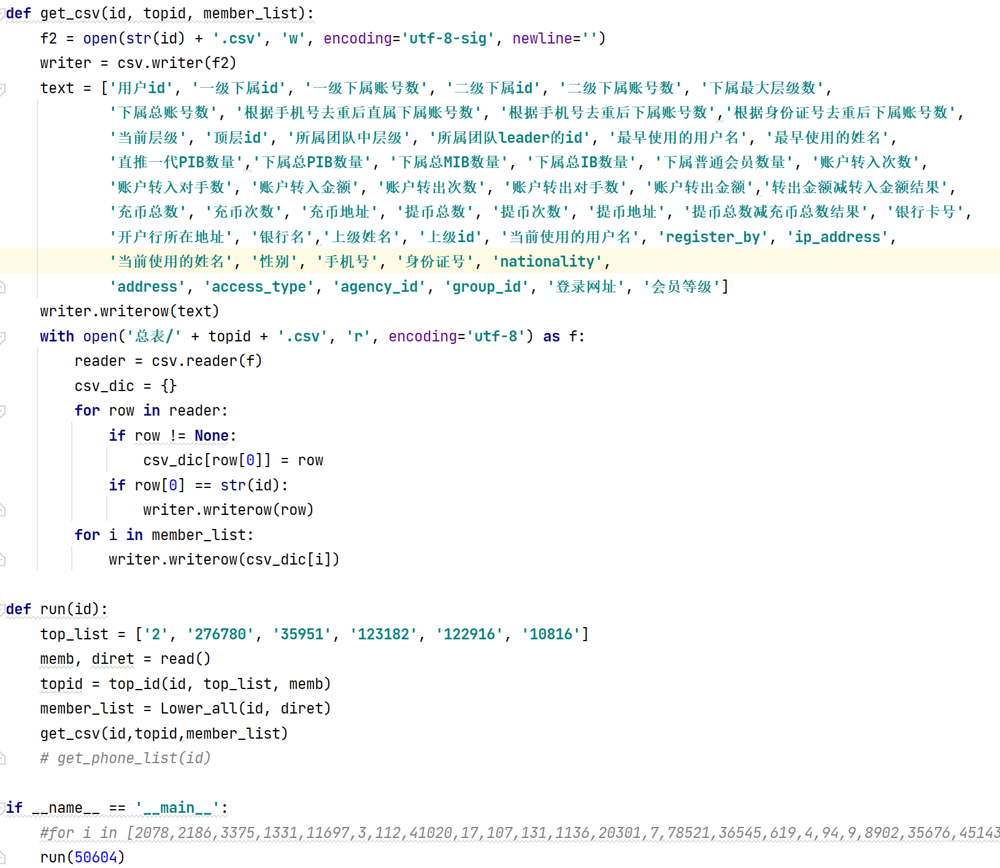 def get_csv(id, topid, member_list):
    f2 = open(str(id) + '.csv', 'w', encoding='utf-8-sig', newline='')
    writer = csv.writer(f2)
    text = ['用户id', '一级下属id', '一级下属账号数', '二级下属id', '二级下属账号数', '下属最大层级数',
            '下属总账号数', '根据手机号去重后直属下属账号数', '根据手机号去重后下属账号数','根据身份证号去重后下属账号数',
            '当前层级', '顶层id', '所属团队中层级', '所属团队leader的id', '最早使用的用户名', '最早使用的姓名',
            '直推一代PIB数量','下属总PIB数量', '下属总MIB数量', '下属总IB数量', '下属普通会员数量', '账户转入次数',
            '账户转入对手数', '账户转入金额', '账户转出次数', '账户转出对手数', '账户转出金额','转出金额减转入金额结果',
            '充币总数', '充币次数', '充币地址', '提币总数', '提币次数', '提币地址', '提币总数减充币总数结果', '银行卡号',
            '开户行所在地址', '银行名','上级姓名', '上级id', '当前使用的用户名', 'register_by', 'ip_address',
            '当前使用的姓名', '性别', '手机号', '身份证号', 'nationality',
            'address', 'access_type', 'agency_id', 'group_id', '登录网址', '会员等级']
    writer.writerow(text)
    with open('总表/' + topid + '.csv', 'r', encoding='utf-8') as f:
        reader = csv.reader(f)
        csv_dic = {}
        for row in reader:
            if row != None:
                csv_dic[row[0]] = row
            if row[0] == str(id):
                writer.writerow(row)
        for i in member_list:
            writer.writerow(csv_dic[i])
def run(id):
    top_list = ['2', '276780', '35951', '123182', '122916', '10816']
    memb, diret = read()
    topid = top_id(id, top_list, memb)
    member_list = Lower_all(id, diret)
    get_csv(id,topid,member_list)
    # get_phone_list(id)
if __name__ == '__main__':
    #for i in [2078,2186,3375,1331,11697,3,112,41020,17,107,131,1136,20301,7,78521,36545,619,4,94,9,8902,35676,45143
    run(50604)